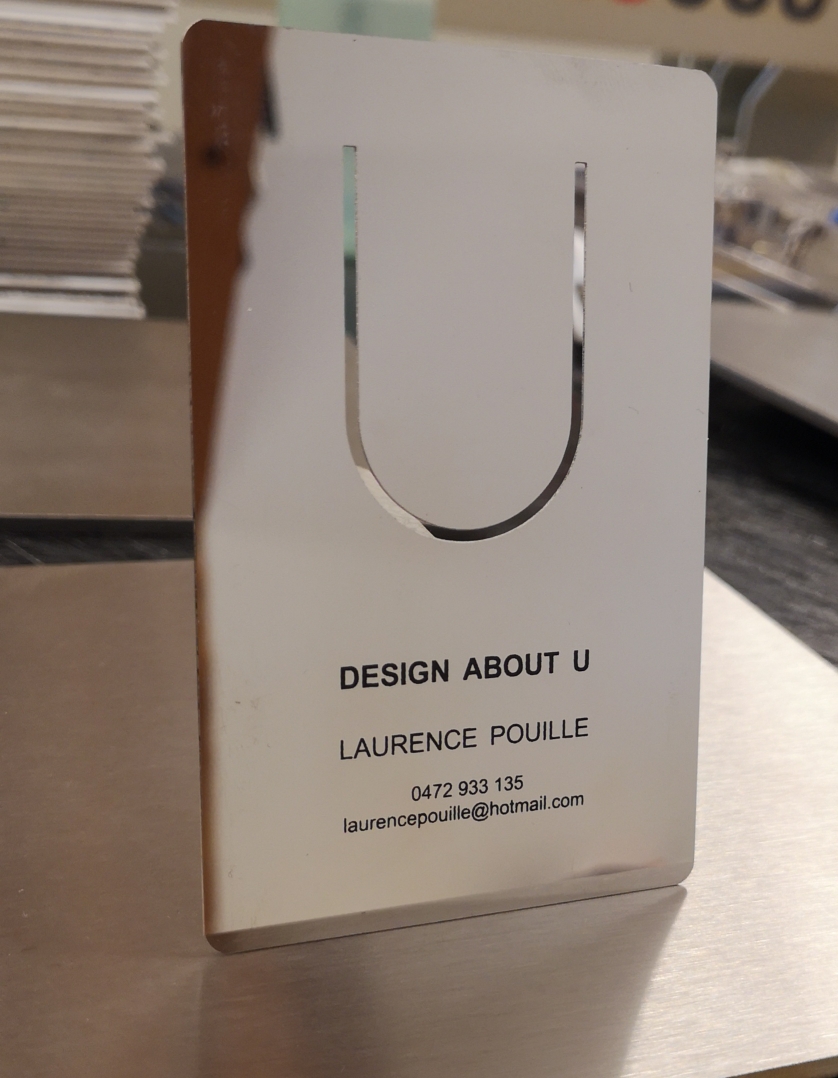 DESIGN ABOUT U
LAURENCE POUILLE
0472 933 135
laurencepouille@hotmail.com